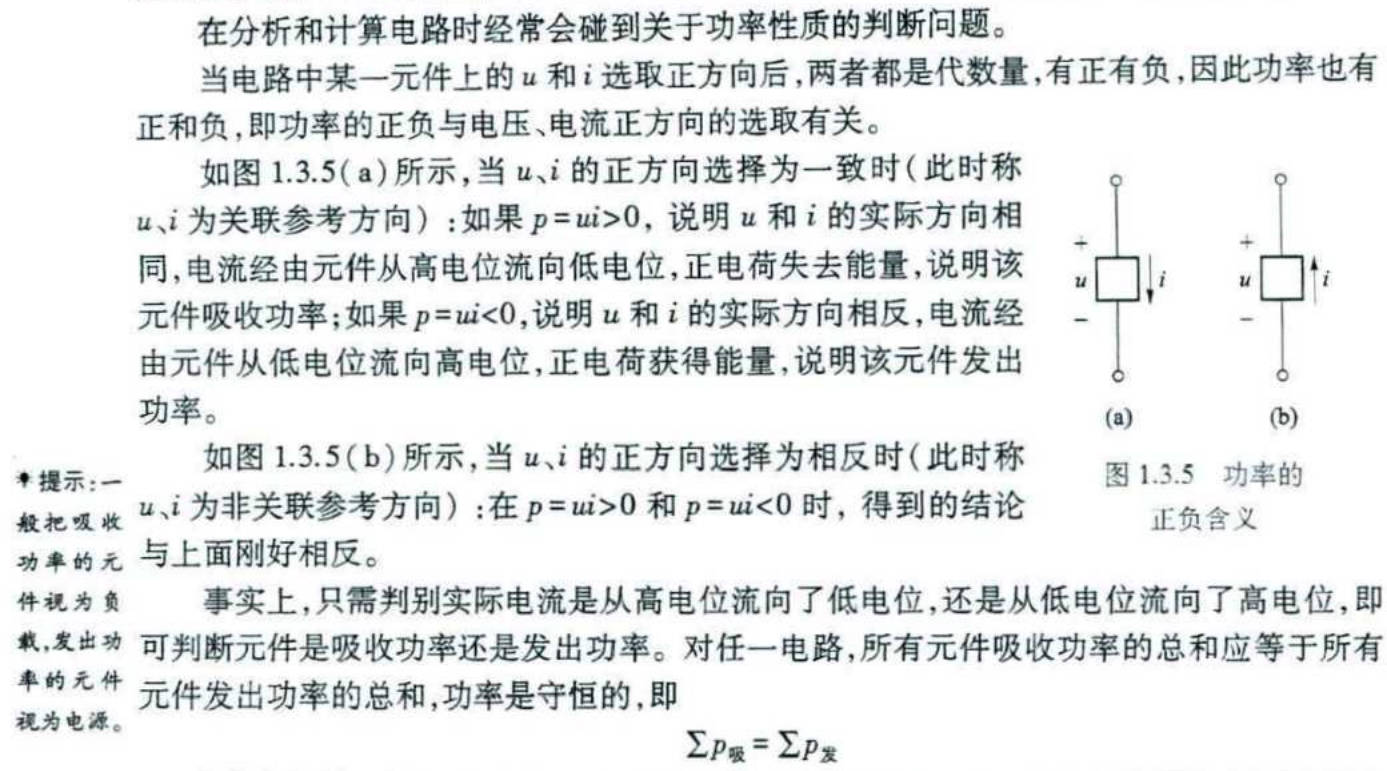 在分析和计算电路时经常会碰到关于功率性质的判断问题。
当电路中某一元件上的 u 和 i 选取正方向后,两者都是代数量,有正有负,因此功率也有
正和负,即功率的正负与电压、电流正方向的选取有关。
如图 1.3.5(a)所示,当 u、i 的正方向选择为一致时(此时称
u、i 为关联参考方向):如果 p=ui>0, 说明 u 和 i 的实际方向相
同,电流经由元件从高电位流向低电位,正电荷失去能量,说明该
元件吸收功率;如果 p=ui<0,说明 u 和 i 的实际方向相反,电流经
由元件从低电位流向高电位,正电荷获得能量,说明该元件发出
功率。
如图 1.3.5(b)所示,当 u、i 的正方向选择为相反时(此时称
u、i 为非关联参考方向):在 p=ui>0 和 p=ui<0 时, 得到的结论
与上面刚好相反。
+
u
i
−
(a)
+
u
i
−
(b)
图 1.3.5 功率的
正负含义
提示:一
般把吸收
功率的元
件视为负
载,发出功
率的元件
视为电源。
事实上,只需判别实际电流是从高电位流向了低电位,还是从低电位流向了高电位,即
可判断元件是吸收功率还是发出功率。对任一电路,所有元件吸收功率的总和应等于所有
元件发出功率的总和,功率是守恒的,即
∑p吸 = ∑p发